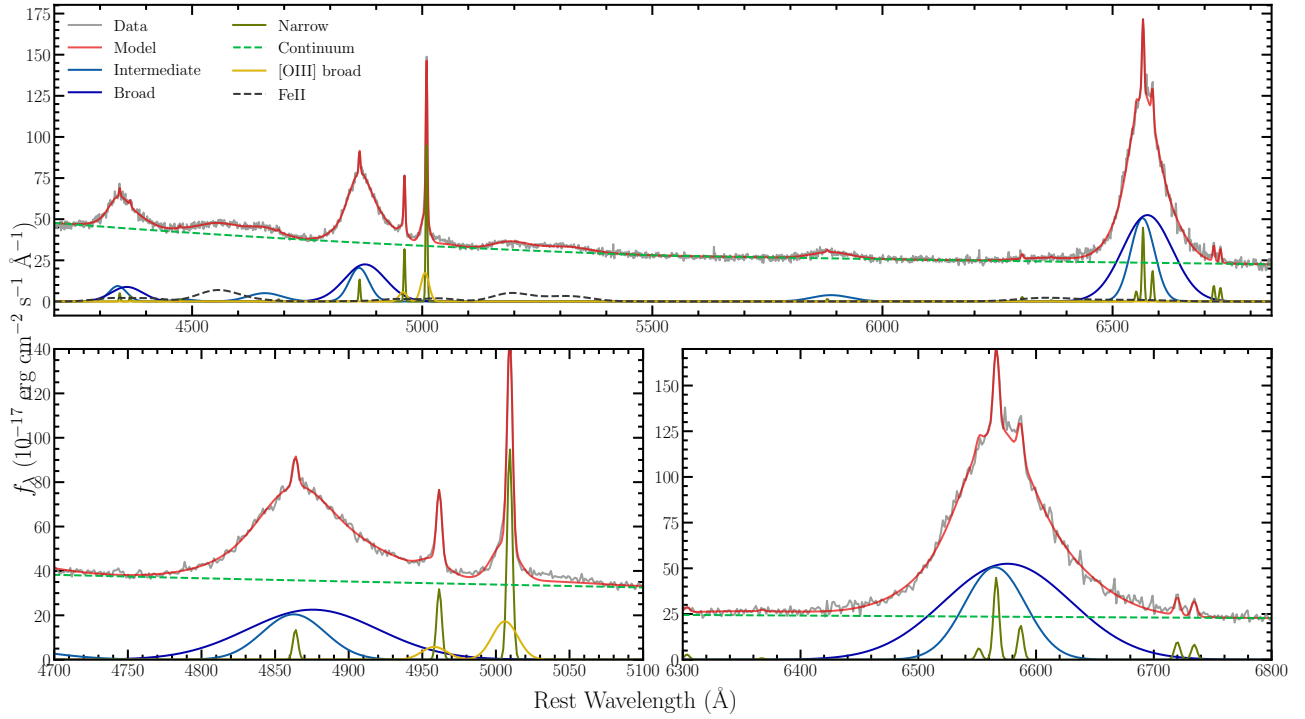 Data
Model
Intermediate
Broad
Narrow
Continuum
[OIII] broad
FeII
175
150
125
100
75
50
25
0
4500 5000 5500 6000 6500
f_λ (10⁻¹⁷ erg cm⁻² s⁻¹ Å⁻¹)
140
120
100
80
60
40
20
0
4700 4750 4800 4850 4900 4950 5000 5050 5100
150
125
100
75
50
25
0
6300 6400 6500 6600 6700 6800
Rest Wavelength (Å)